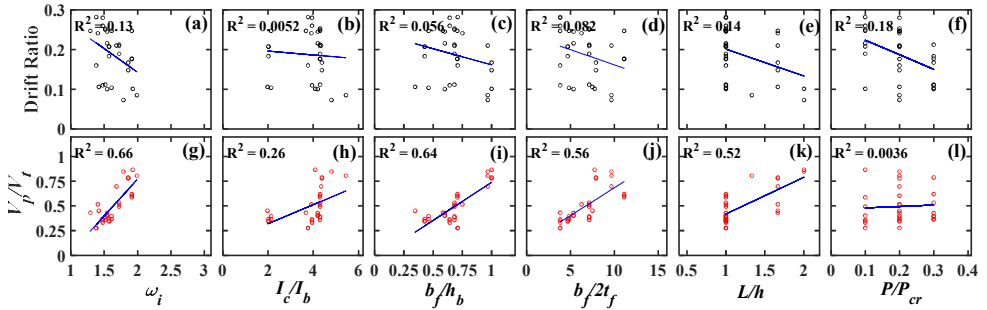 R² = 0.13 (a) R² = 0.0052 (b) R² = 0.056 (c) R² = 0.082 (d) R² = 0.14 (e) R² = 0.18 (f)
0.3
0.2
0.1
0
Drift Ratio
R² = 0.66 (g) R² = 0.26 (h) R² = 0.64 (i) R² = 0.56 (j) R² = 0.52 (k) R² = 0.0036 (l)
1
0.75
0.5
0.25
0
V_p/V_t
1 1.5 2 2.5 3 0 2 4 6 0 0.25 0.5 0.75 1 0 5 10 15 0.5 1 1.5 2 0 0.1 0.2 0.3 0.4
ω_i I_c/I_b b_f/h_b b_f/2t_f L/h P/P_cr